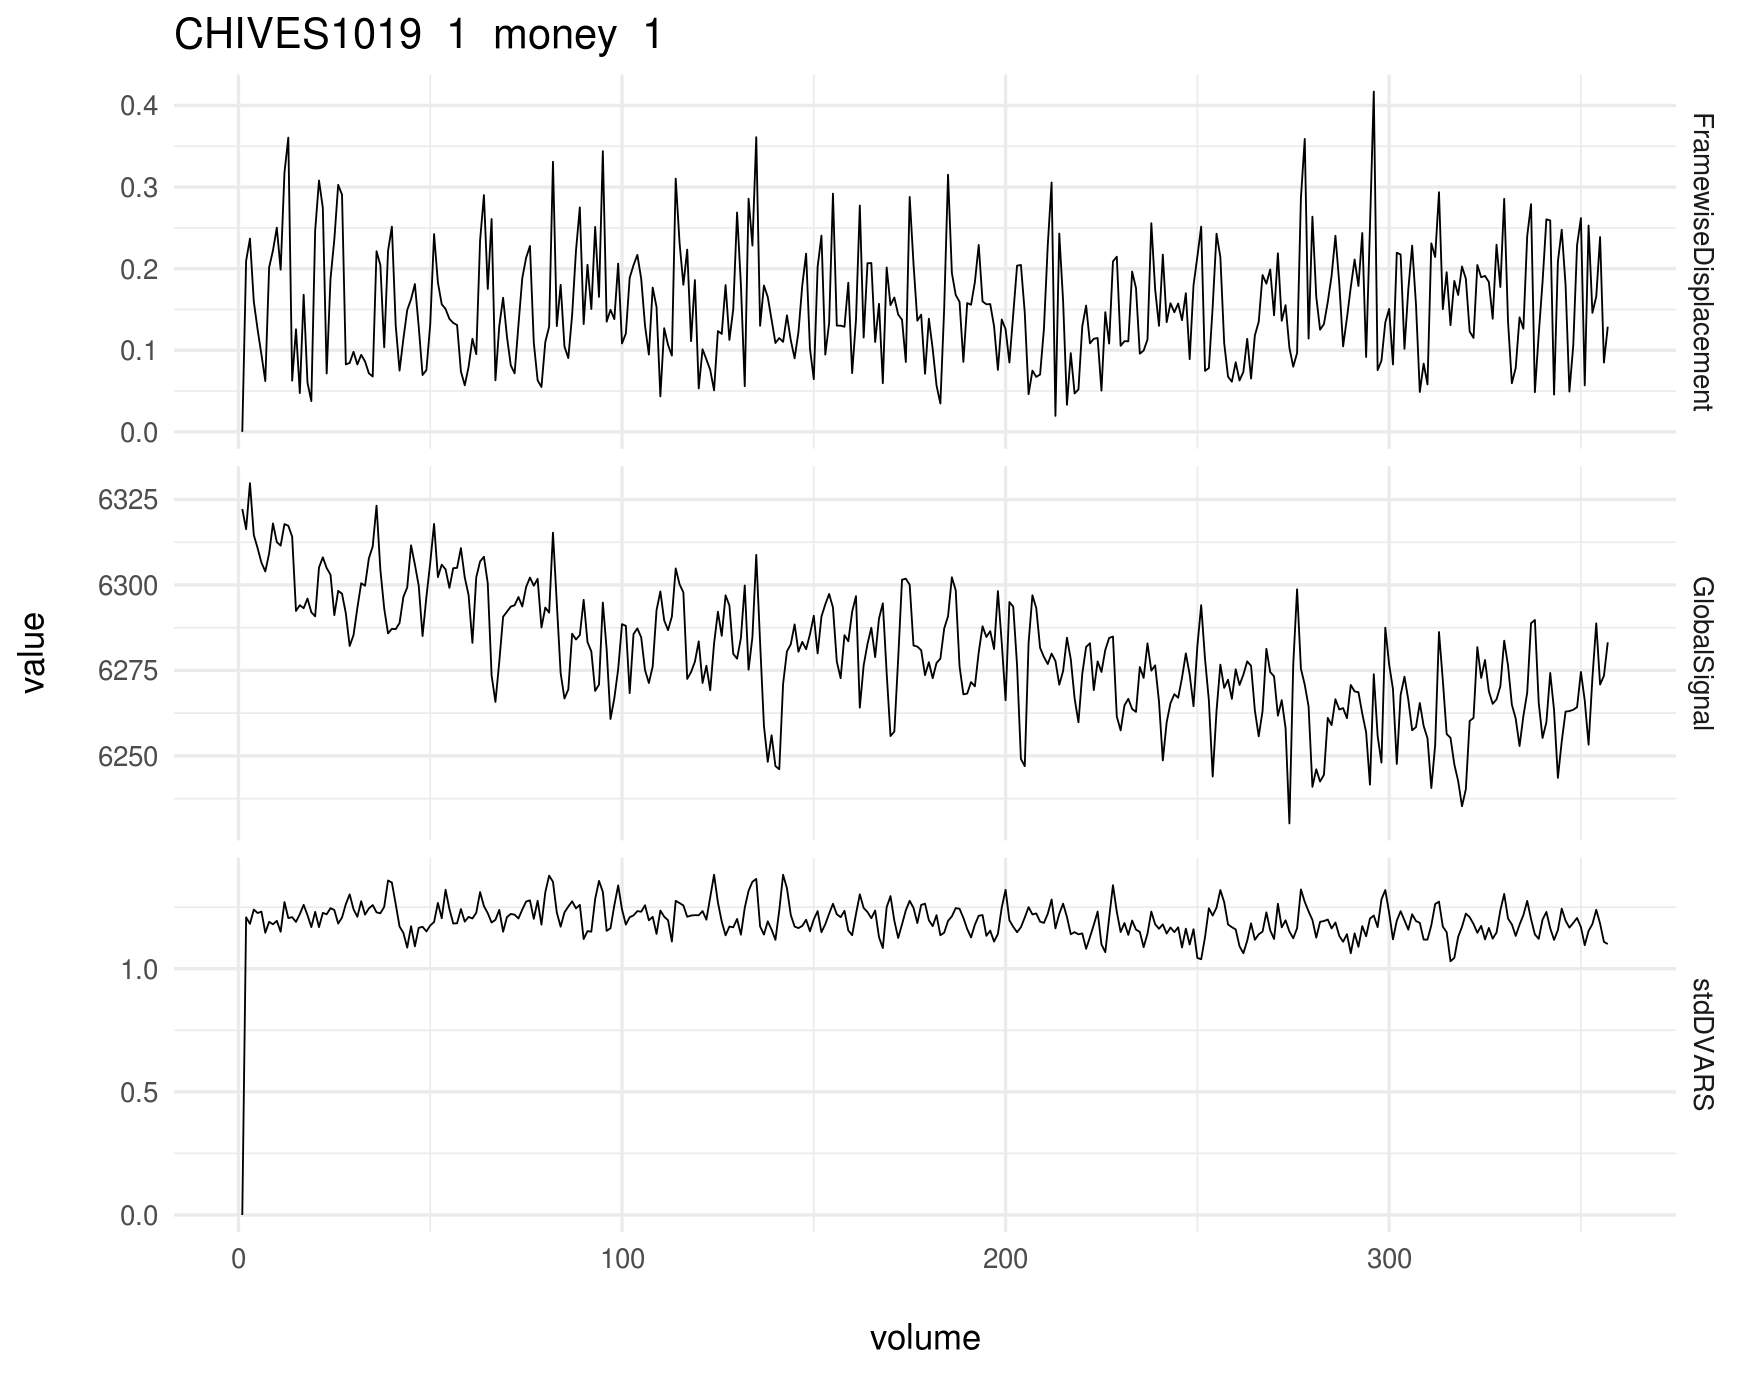 CHIVES1019 1 money 1
0.4
0.3
0.2
0.1
0.0
FramewiseDisplacement
6325
6300
6275
6250
GlobalSignal
value
1.0
0.5
0.0
stdDVARS
0 100 200 300
volume